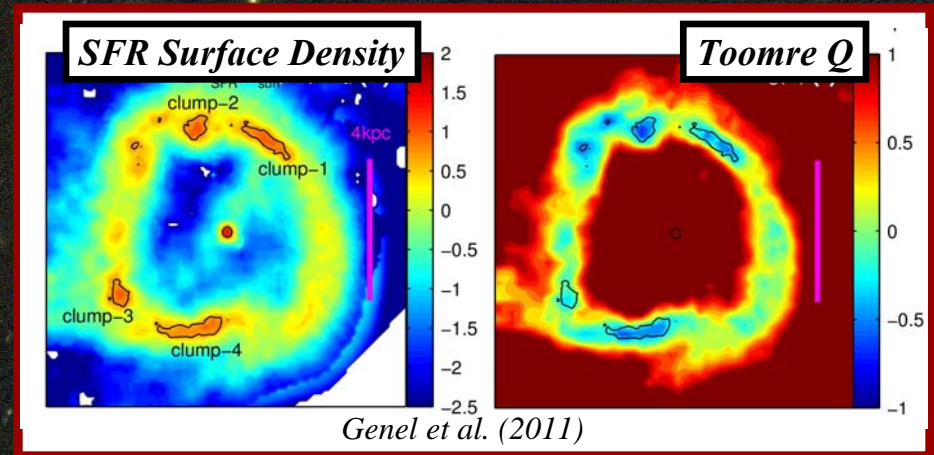 SFR Surface Density
Toomre Q
clump-2
clump-1
4kpc
clump-3
clump-4
2
1.5
1
0.5
0
-0.5
-1
-1.5
-2
-2.5
1
0.5
0
-0.5
-1
Genel et al. (2011)